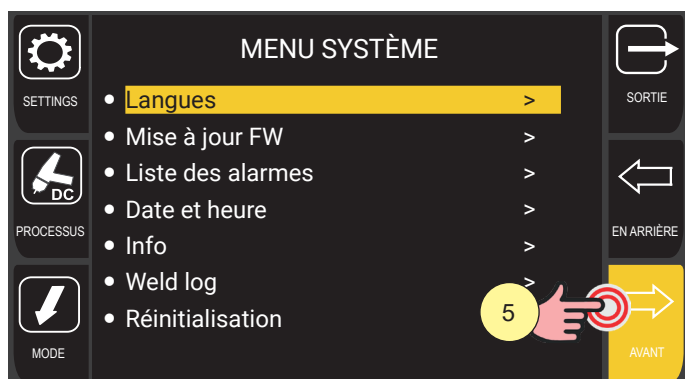 MENU SYSTÈME
SETTINGS
SORTIE
• Langues >
• Mise à jour FW >
• Liste des alarmes >
DC
• Date et heure >
PROCESSUS
EN ARRIÈRE
• Info >
• Weld log >
5
• Réinitialisation
MODE
AVANT